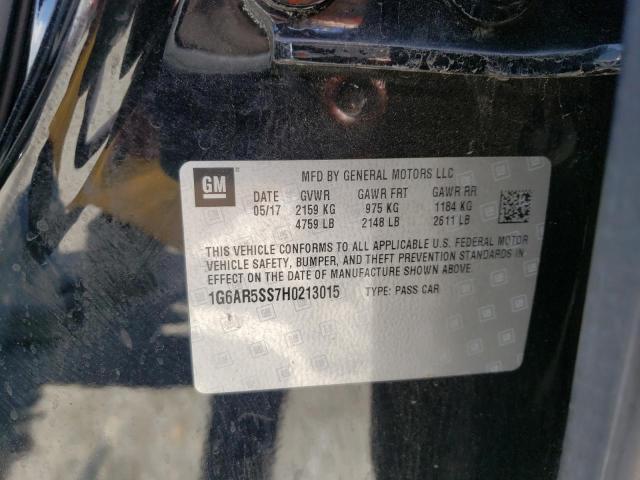 GM
MFD BY GENERAL MOTORS LLC
DATE GVWR GAWR FRT GAWR RR
05/17 2159 KG 975 KG 1184 KG
4759 LB 2148 LB 2611 LB
THIS VEHICLE CONFORMS TO ALL APPLICABLE U.S. FEDERAL MOTOR
VEHICLE SAFETY, BUMPER, AND THEFT PREVENTION STANDARDS IN
EFFECT ON THE DATE OF MANUFACTURE SHOWN ABOVE.
1G6AR5SS7H0213015 TYPE: PASS CAR